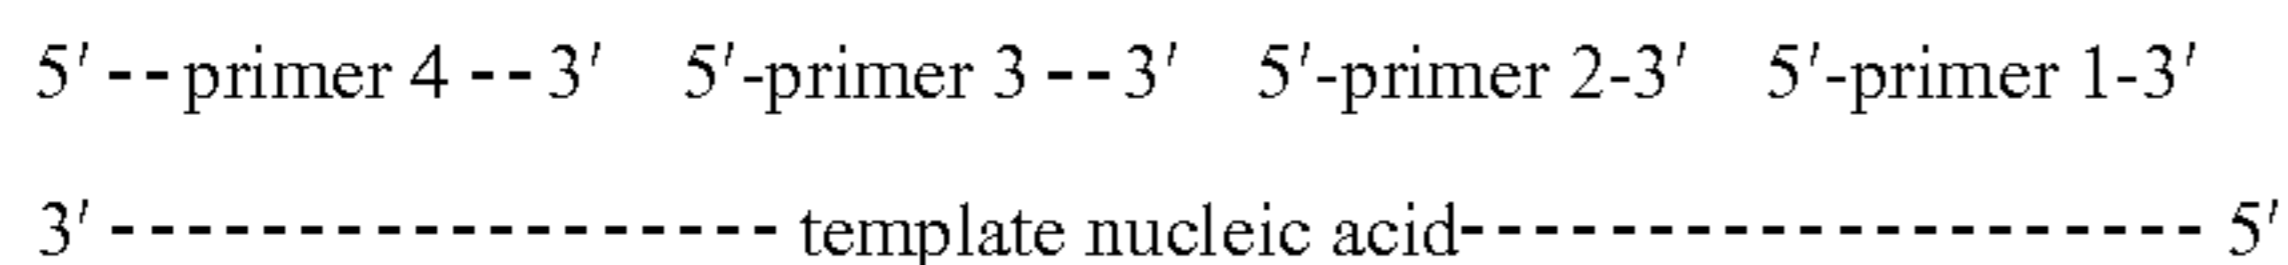 5′--primer 4--3′ 5′-primer 3--3′ 5′-primer 2-3′ 5′-primer 1-3′
3′------------------template nucleic acid--------------------5′